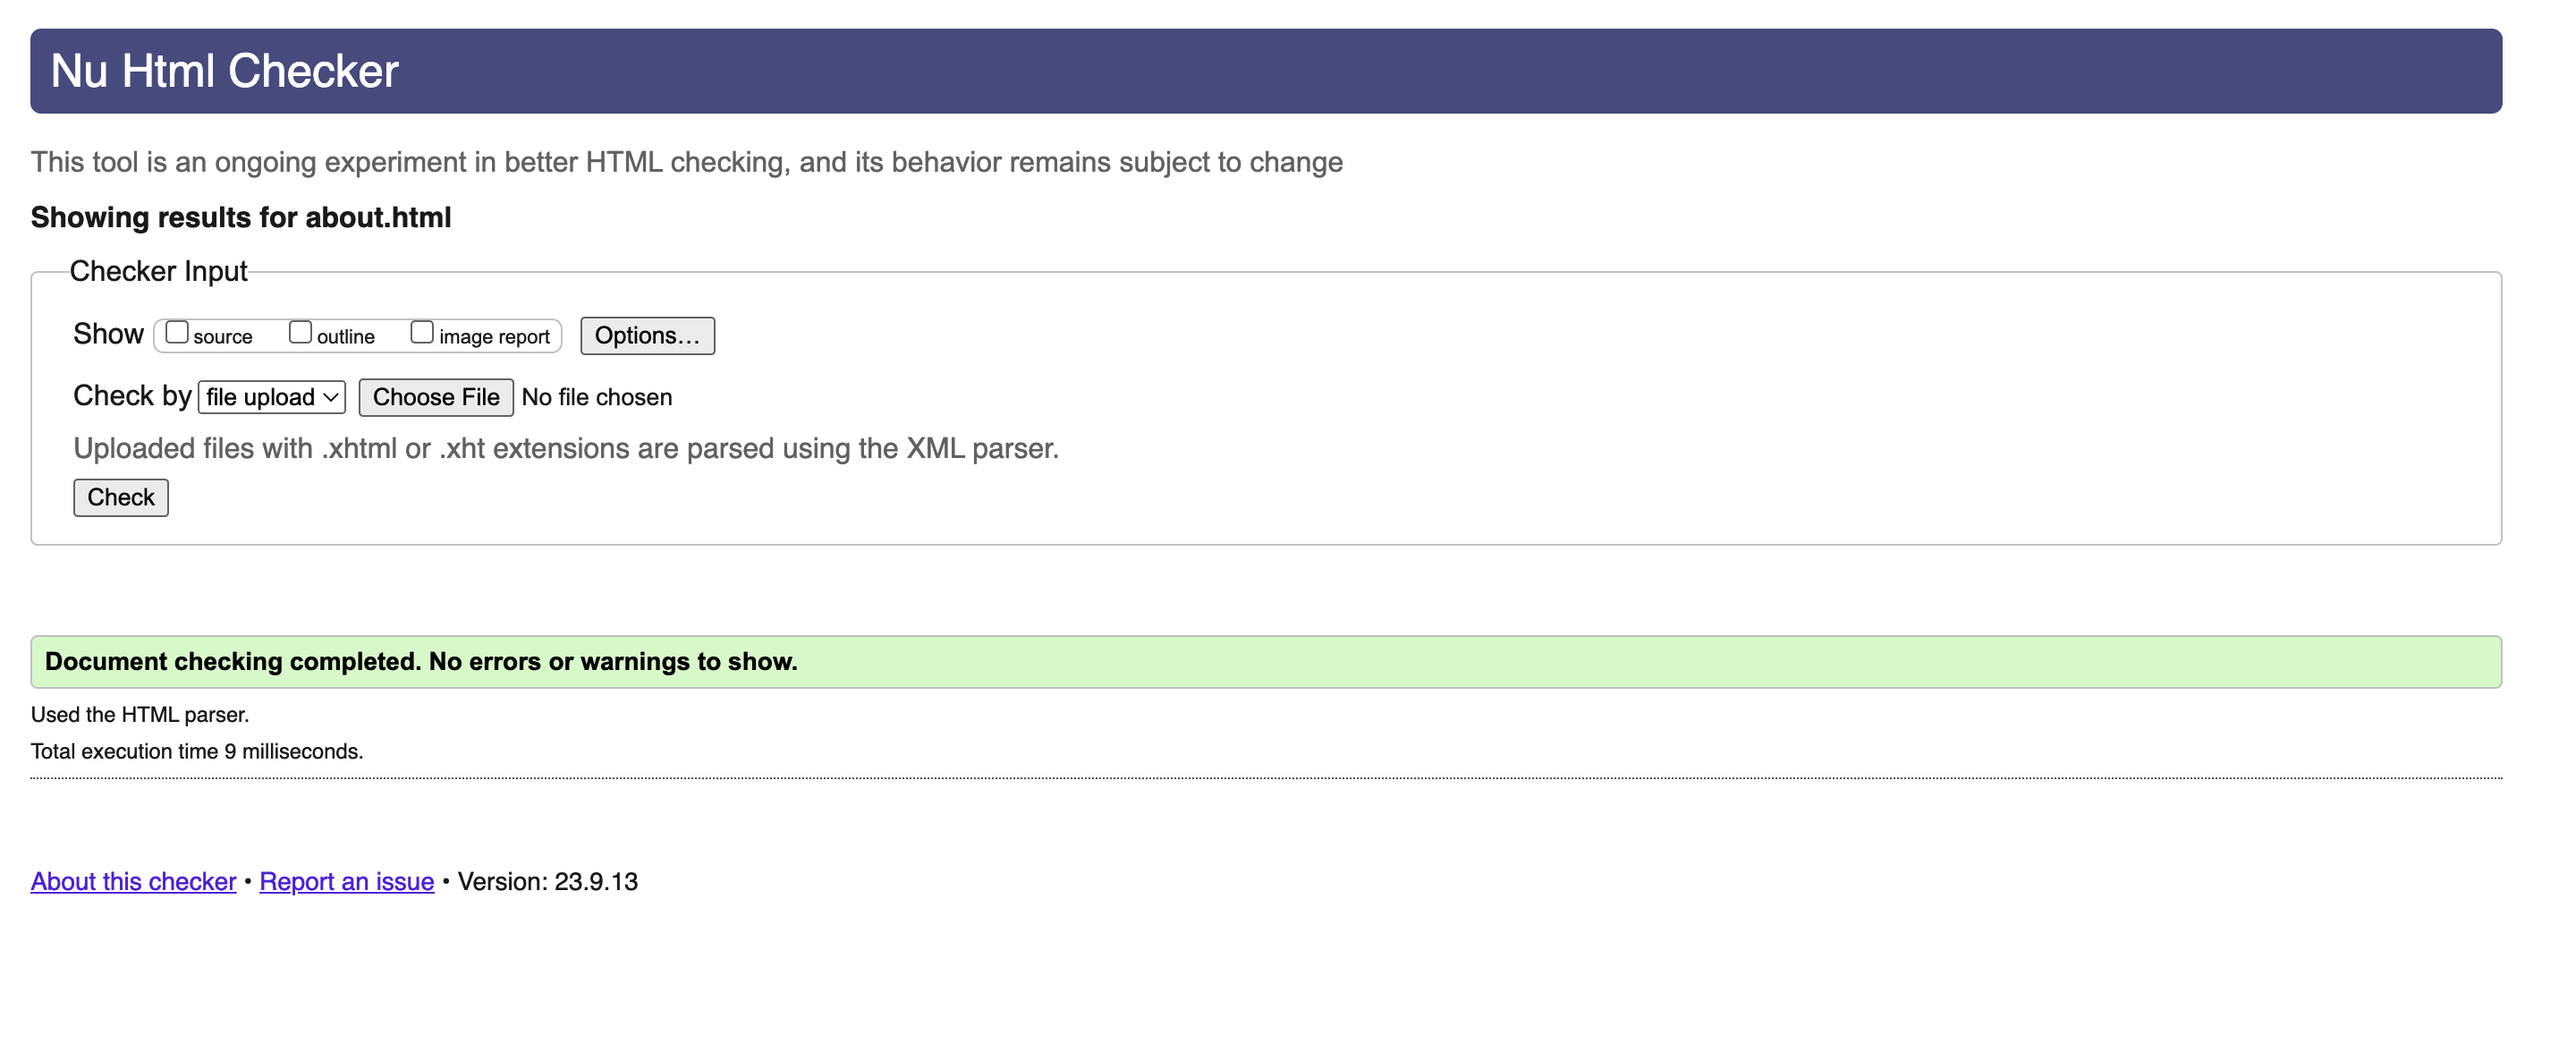 Nu Html Checker
This tool is an ongoing experiment in better HTML checking, and its behavior remains subject to change
Showing results for about.html
Checker Input
Show source outline image report Options...
Check by file upload Choose File No file chosen
Uploaded files with .xhtml or .xht extensions are parsed using the XML parser.
Check
Document checking completed. No errors or warnings to show.
Used the HTML parser.
Total execution time 9 milliseconds.
About this checker • Report an issue • Version: 23.9.13